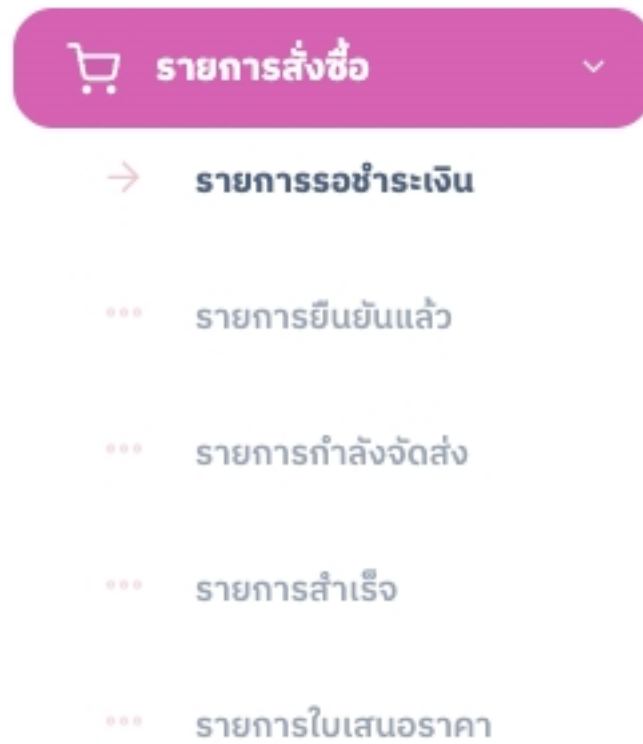 รายการสั่งซื้อ
รายการรอชำระเงิน
รายการยืนยันแล้ว
รายการกำลังจัดส่ง
รายการสำเร็จ
รายการใบเสนอราคา